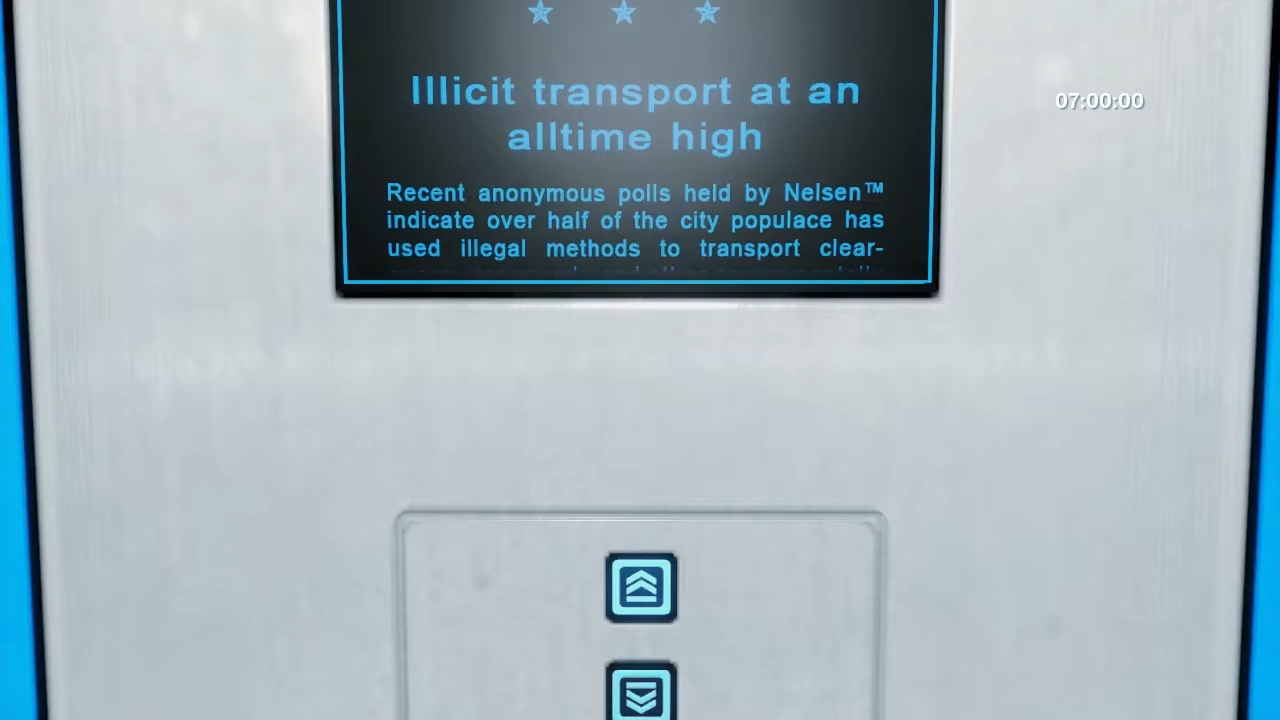 07:00:00
Illicit transport at an
alltime high
Recent anonymous polls held by Nelsen™
indicate over half of the city populace has
used illegal methods to transport clear-